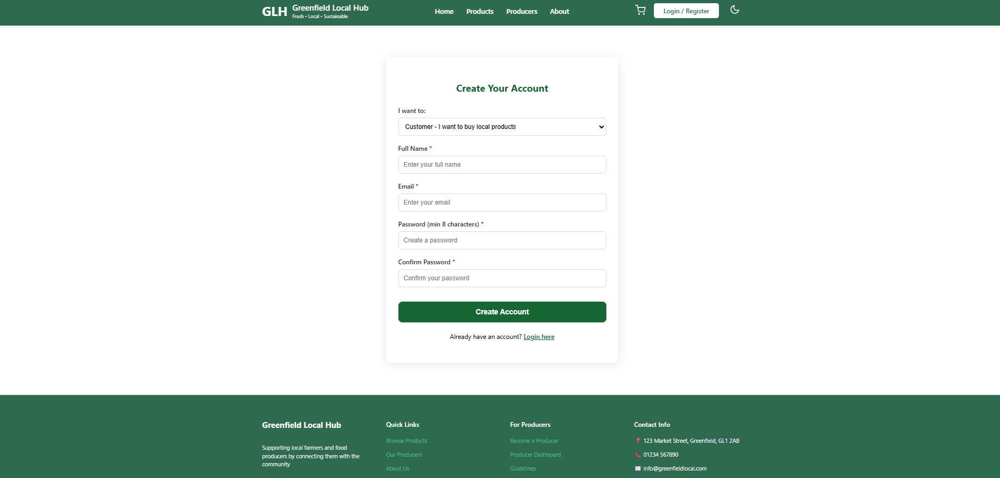 GLH
Greenfield Local Hub
Fresh • Local • Sustainable
Home
Products
Producers
About
Login / Register
Create Your Account
I want to:
Customer - I want to buy local products
Full Name *
Enter your full name
Email *
Enter your email
Password (min 8 characters) *
Create a password
Confirm Password *
Confirm your password
Create Account
Already have an account? Login here
Greenfield Local Hub
Supporting local farmers and food
producers by connecting them with the
community
Quick Links
Browse Products
Our Producers
About Us
For Producers
Become a Producer
Producer Dashboard
Guidelines
Contact Info
📍 123 Market Street, Greenfield, GL1 2AB
📞 01234 567890
✉️ info@greenfieldlocal.com